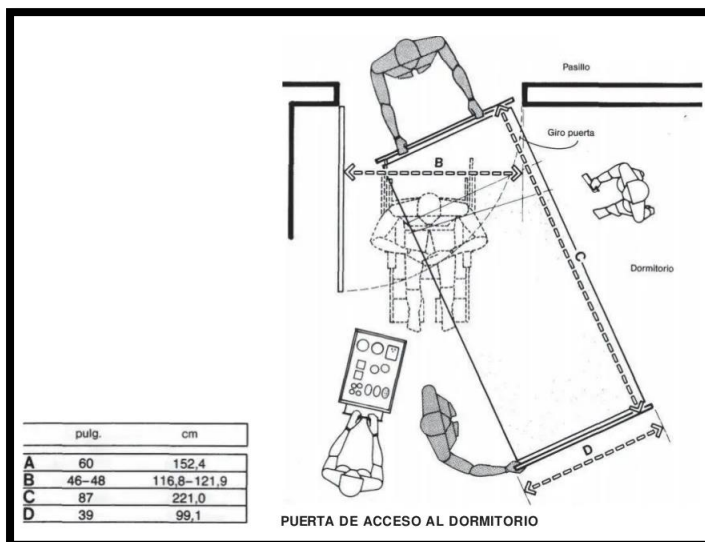 Pasillo
Giro puerta
B
C
Dormitorio
D
pulg. cm
A 60 152,4
B 46–48 116,8–121,9
C 87 221,0
D 39 99,1
PUERTA DE ACCESO AL DORMITORIO